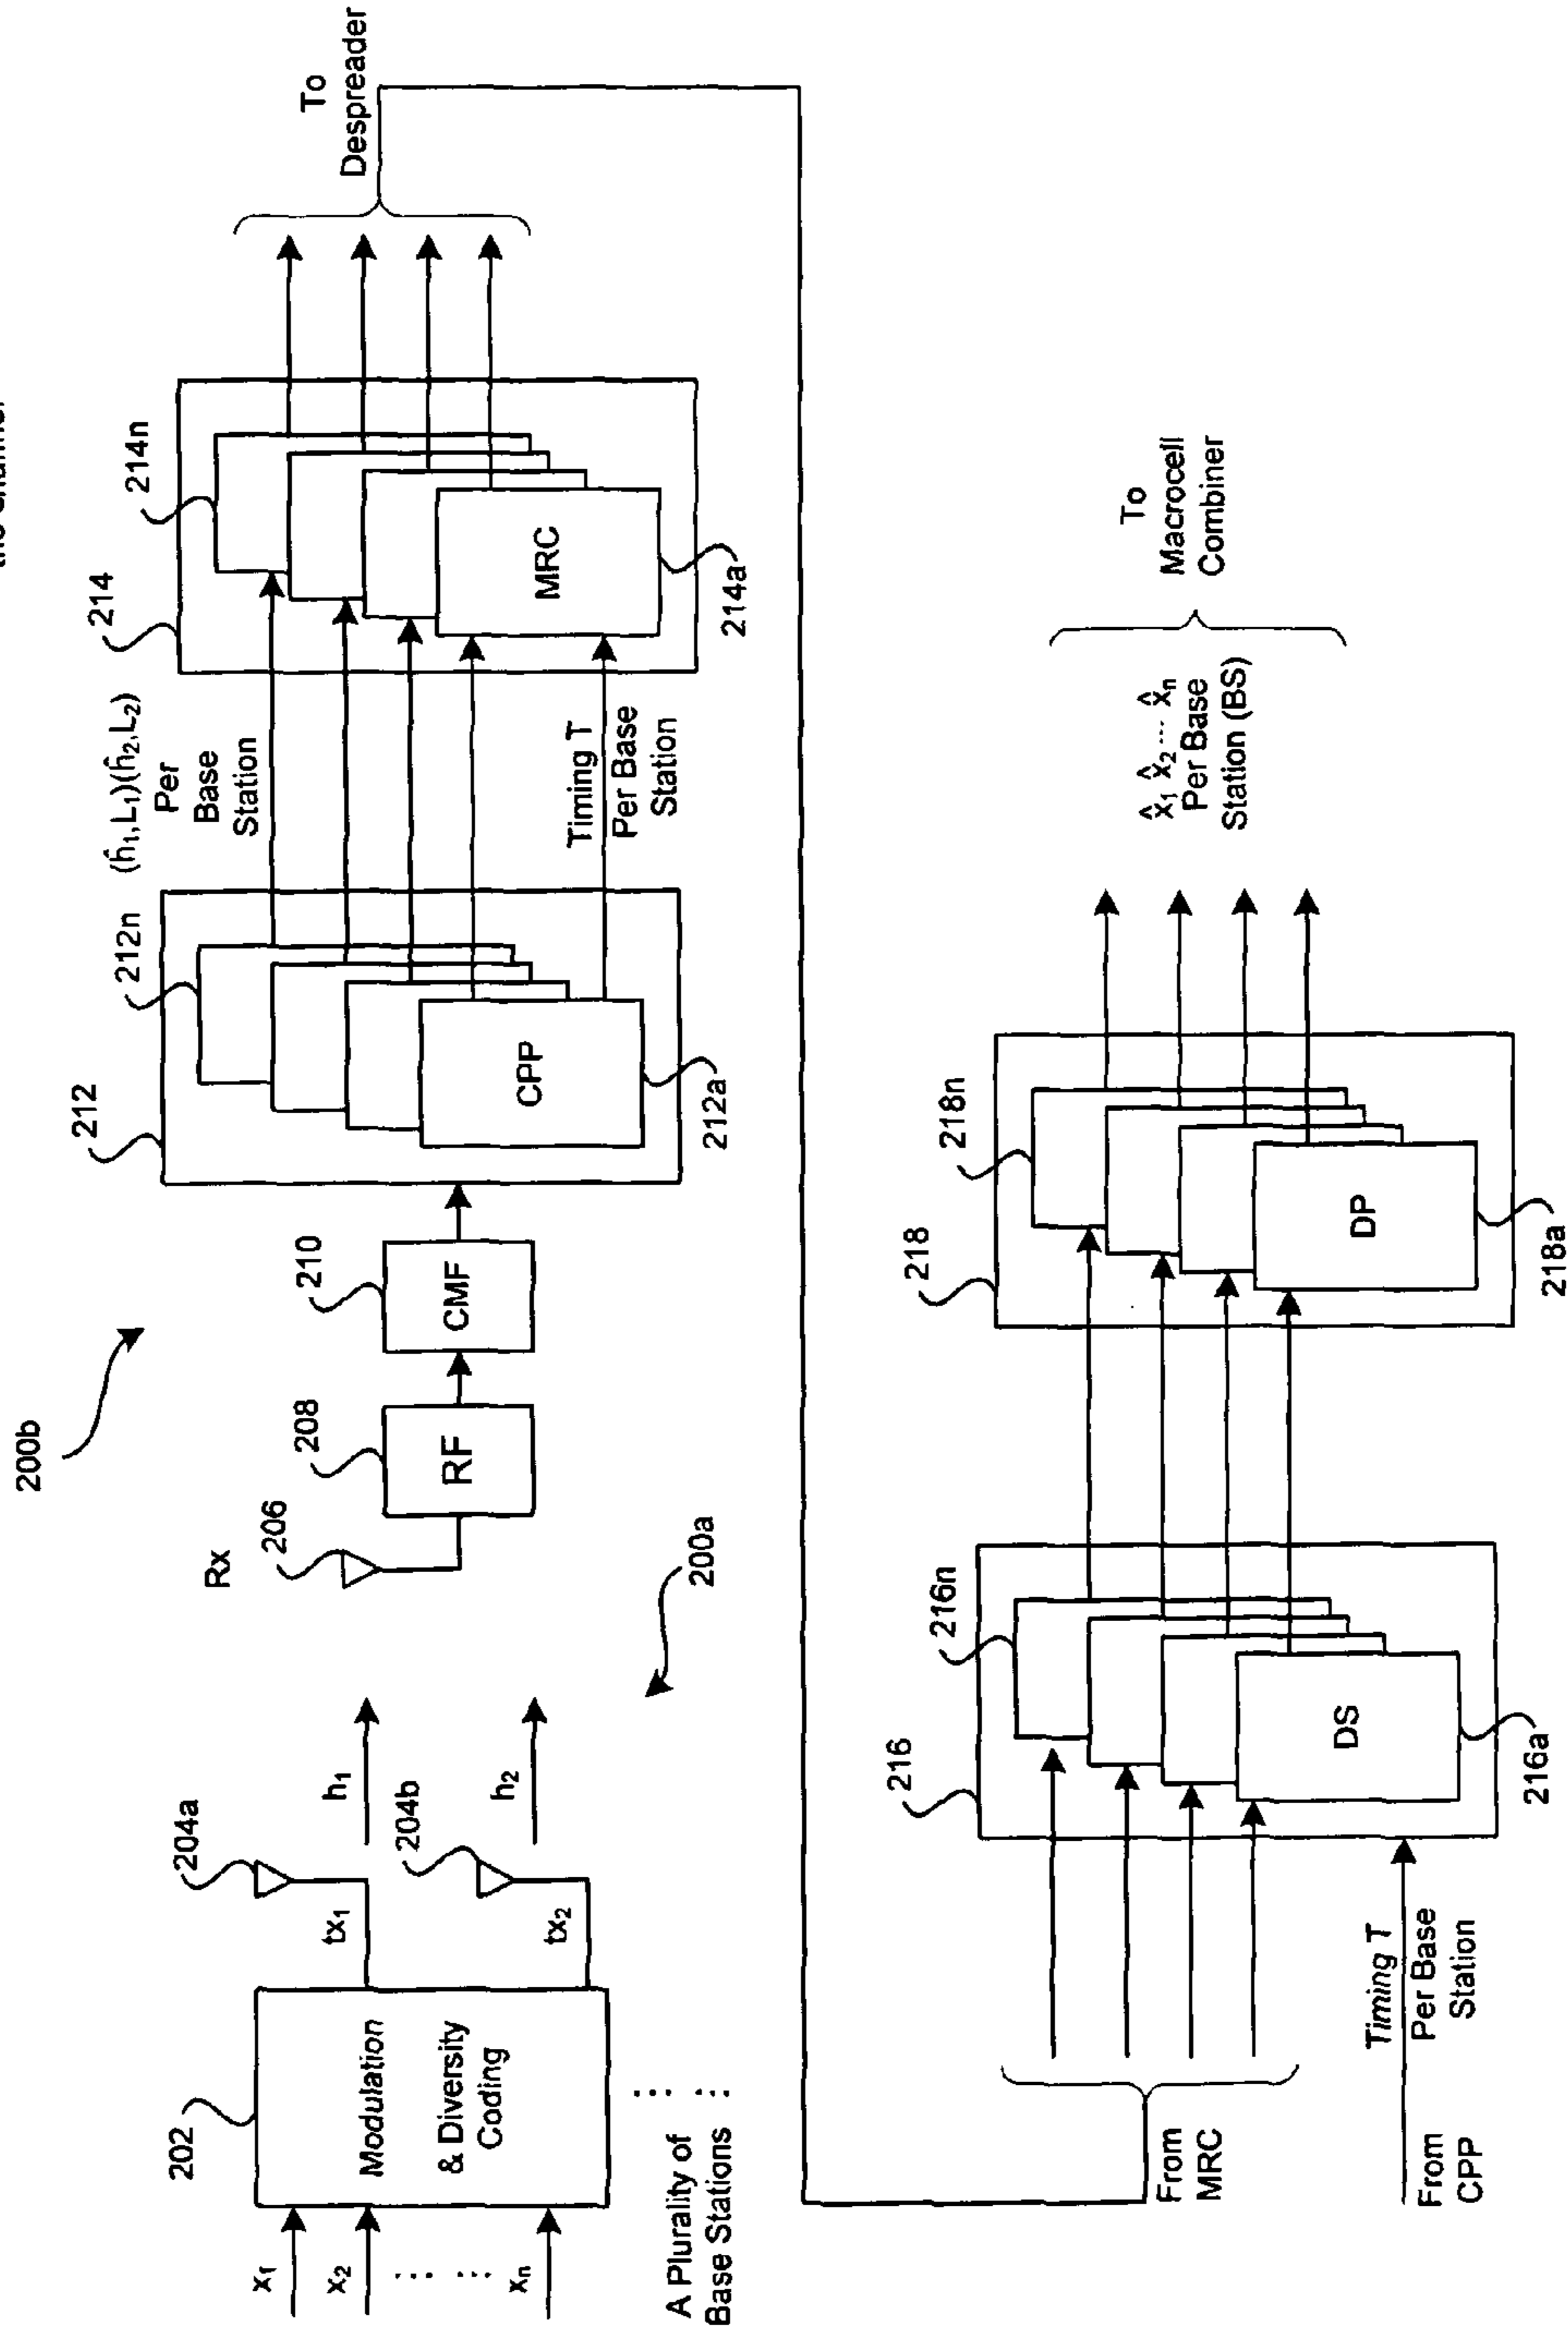 200b
200a
x1
x2
xn
202
Modulation
& Diversity
Coding
A Plurality of
Base Stations
tx1
204a
h1
tx2
204b
h2
Rx
206
208
RF
210
CMF
212
212n
CPP
212a
(ĥ1,L1)(ĥ2,L2)
Per
Base
Station
Timing T
Per Base
Station
214
214n
MRC
214a
To
Despreader
From
MRC
From
CPP
Timing T
Per Base
Station
216
216n
DS
216a
218
218n
DP
218a
x̂1 x̂2 ... x̂n
Per Base
Station (BS)
To
Macrocell
Combiner